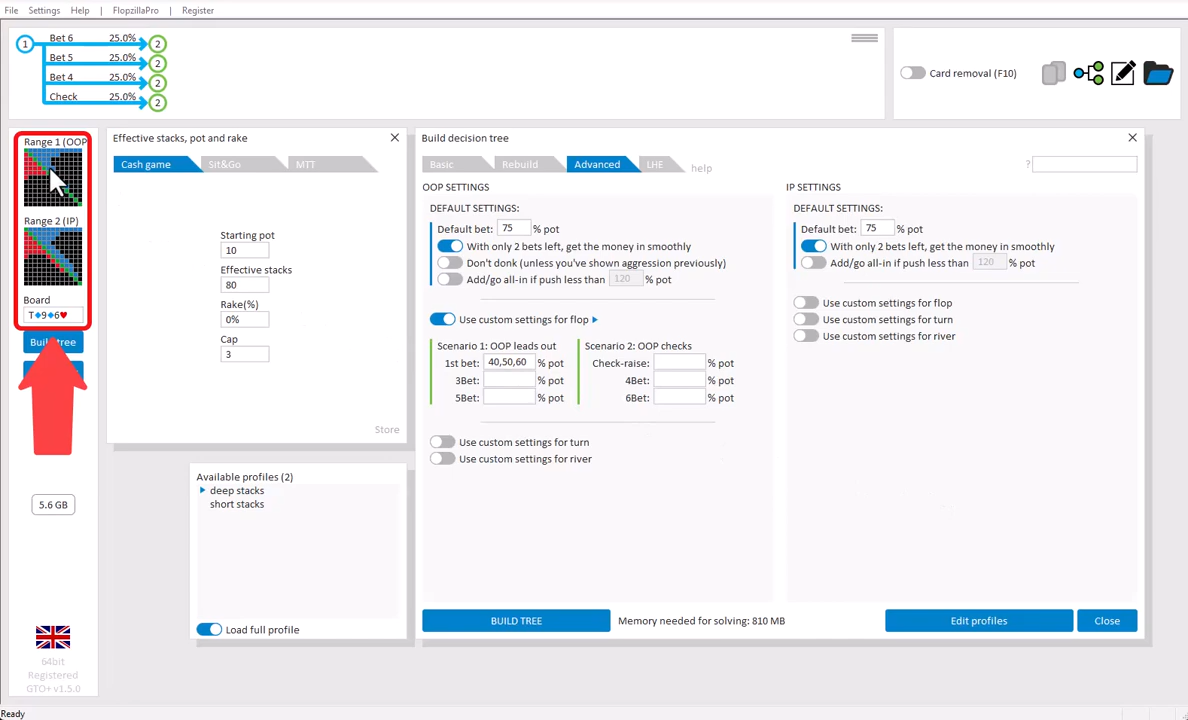 File Settings Help FlopzillaPro Register
1 Bet 6 25.0% 2
Bet 5 25.0% 2
Bet 4 25.0% 2
Check 25.0% 2
Card removal (F10)
Range 1 (OOP
Range 2 (IP)
Board
T♦9♦6♥
Build tree
5.6 GB
64bit
Registered
GTO+ v1.5.0
Effective stacks, pot and rake
Cash game Sit&Go MTT
Starting pot
10
Effective stacks
80
Rake(%)
0%
Cap
3
Store
Available profiles (2)
deep stacks
short stacks
Load full profile
Build decision tree
Basic Rebuild Advanced LHE help ?
OOP SETTINGS
DEFAULT SETTINGS:
Default bet: 75 % pot
With only 2 bets left, get the money in smoothly
Don't donk (unless you've shown aggression previously)
Add/go all-in if push less than 120 % pot
Use custom settings for flop
Scenario 1: OOP leads out
1st bet: 40,50,60 % pot
3Bet: % pot
5Bet: % pot
Scenario 2: OOP checks
Check-raise: % pot
4Bet: % pot
6Bet: % pot
Use custom settings for turn
Use custom settings for river
IP SETTINGS
DEFAULT SETTINGS:
Default bet: 75 % pot
With only 2 bets left, get the money in smoothly
Add/go all-in if push less than 120 % pot
Use custom settings for flop
Use custom settings for turn
Use custom settings for river
BUILD TREE Memory needed for solving: 810 MB Edit profiles Close
Ready